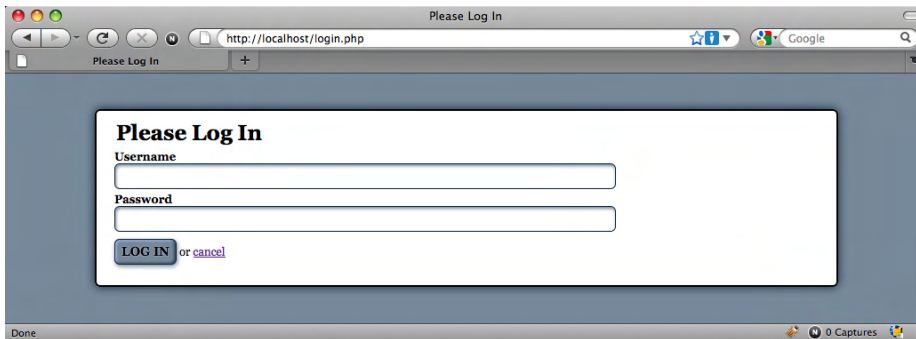 Please Log In
http://localhost/login.php
Google
Please Log In
+
Please Log In
Username
Password
LOG IN or cancel
Done
N 0 Captures